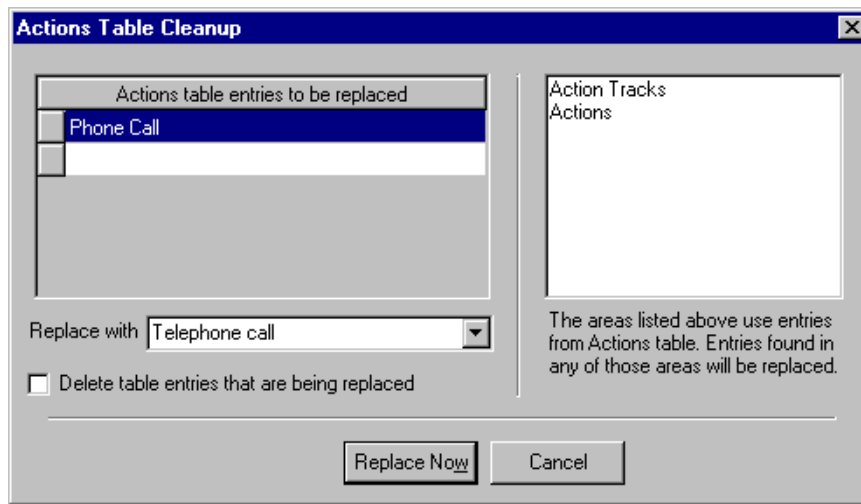 Actions Table Cleanup
Actions table entries to be replaced
Phone Call
Action Tracks
Actions
Replace with Telephone call
Delete table entries that are being replaced
The areas listed above use entries
from Actions table. Entries found in
any of those areas will be replaced.
Replace Now
Cancel